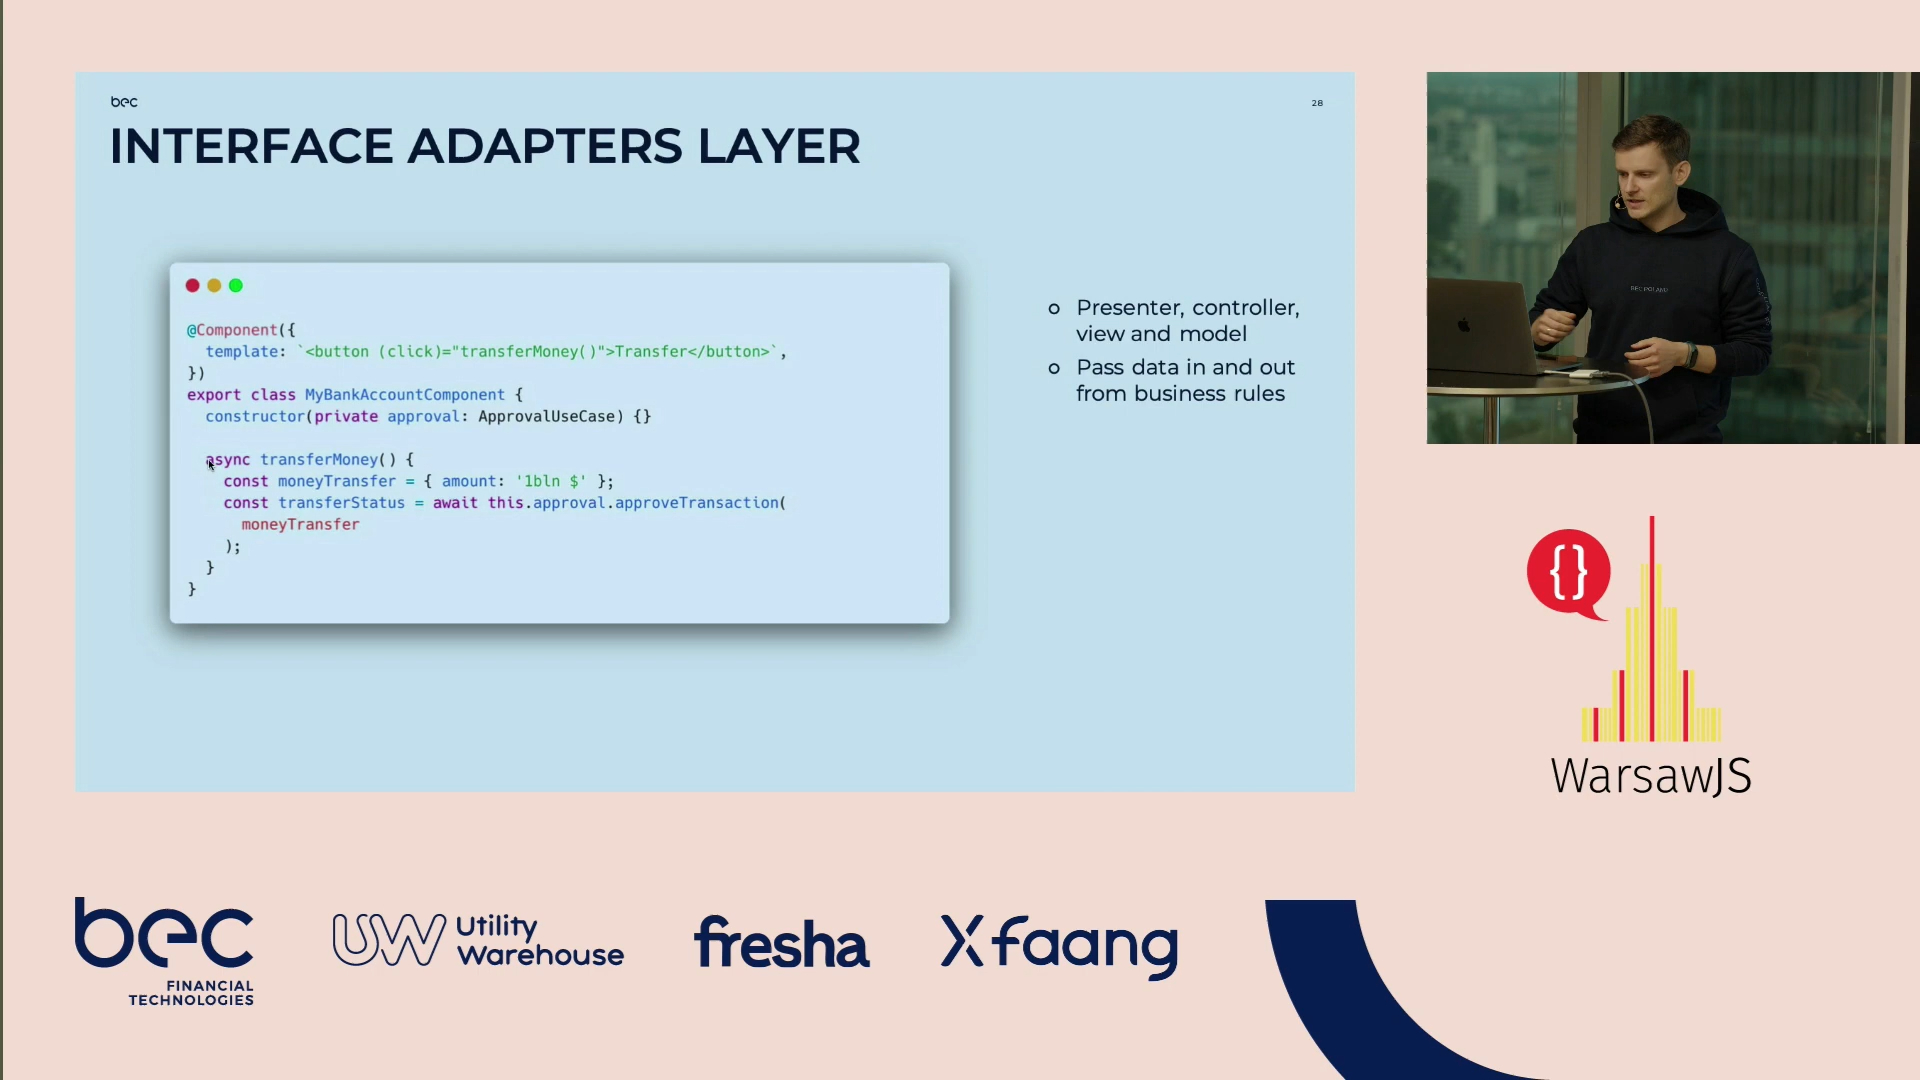 bec
28
INTERFACE ADAPTERS LAYER
@Component({
  template: `<button (click)="transferMoney()">Transfer</button>`,
})
export class MyBankAccountComponent {
  constructor(private approval: ApprovalUseCase) {}

  async transferMoney() {
    const moneyTransfer = { amount: '1bln $' };
    const transferStatus = await this.approval.approveTransaction(
      moneyTransfer
    );
  }
}
Presenter, controller,
view and model
Pass data in and out
from business rules
BEC POLAND
{}
WarsawJS
bec
FINANCIAL
TECHNOLOGIES
UW Utility
Warehouse
fresha
X faang